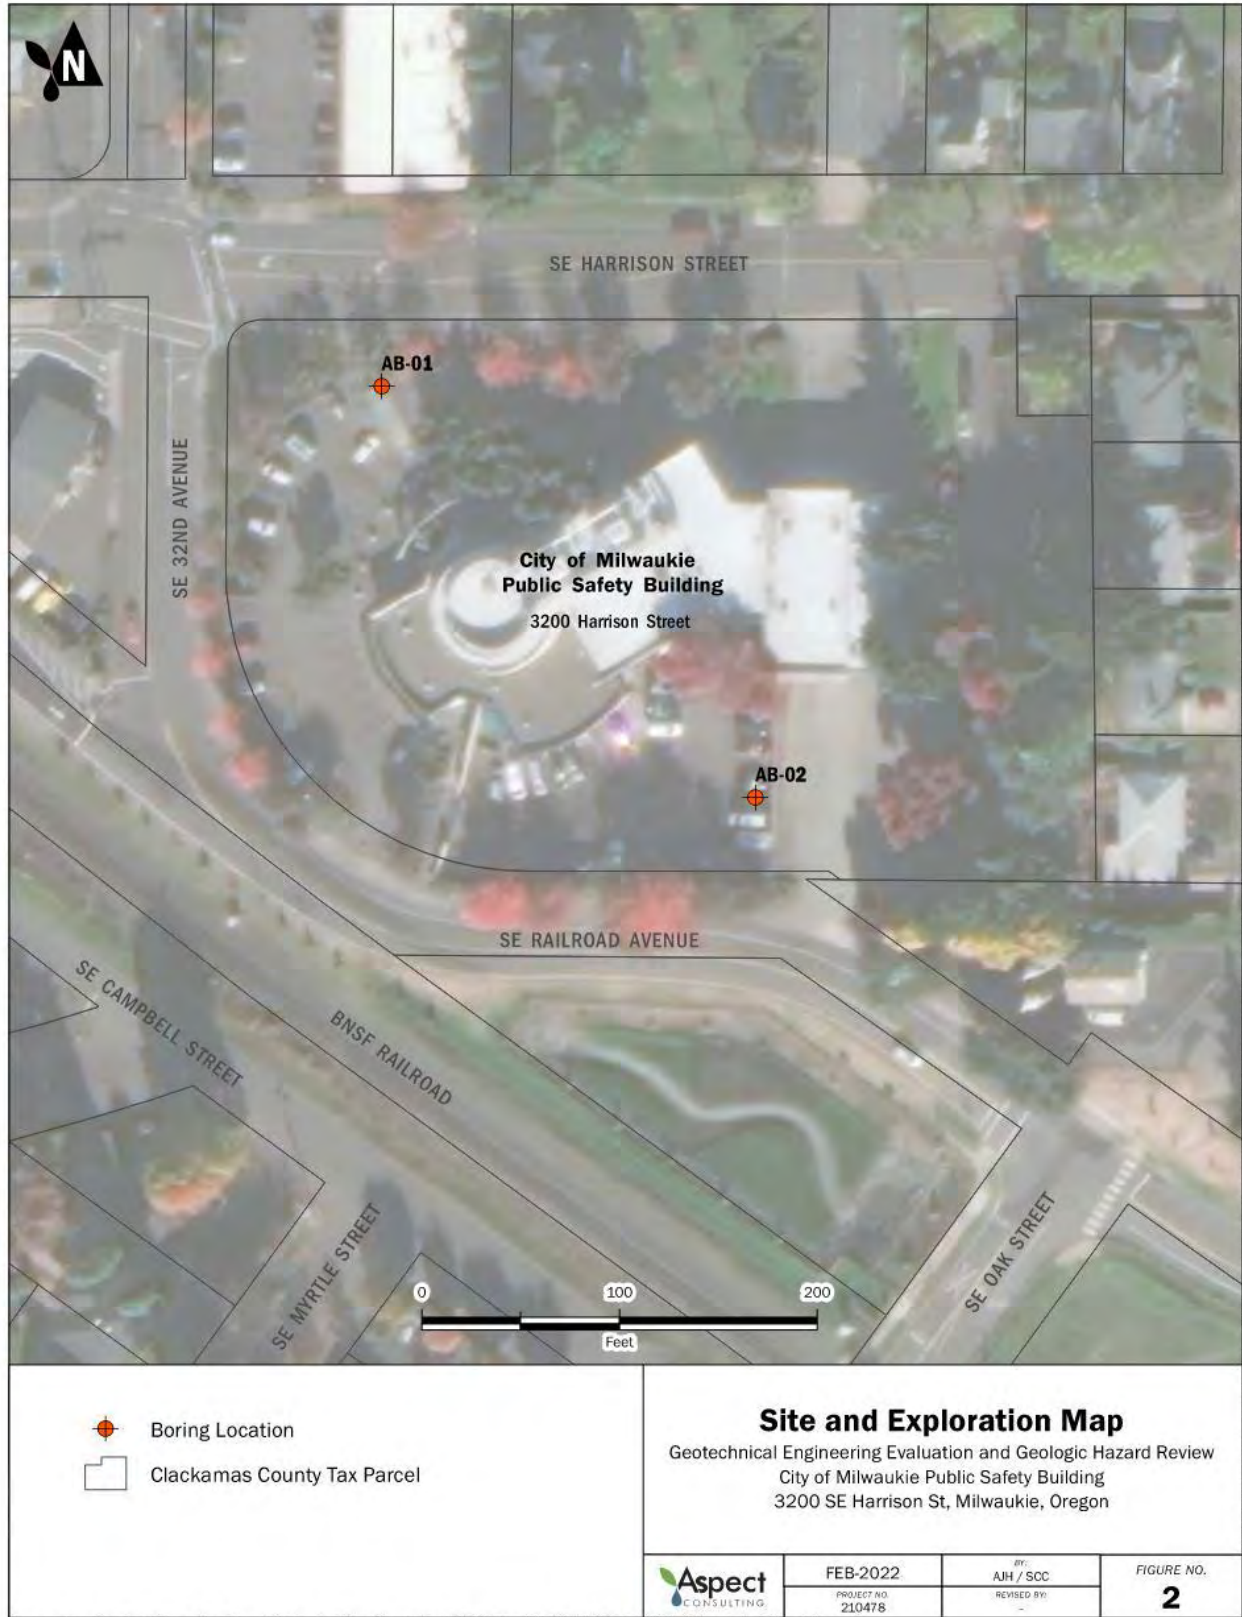 N
SE HARRISON STREET
AB-01
SE 32ND AVENUE
City of Milwaukie
Public Safety Building
3200 Harrison Street
AB-02
SE RAILROAD AVENUE
SE CAMPBELL STREET
BNSF RAILROAD
SE MYRTLE STREET
SE OAK STREET
0 100 200
Feet
Boring Location
Clackamas County Tax Parcel
Site and Exploration Map
Geotechnical Engineering Evaluation and Geologic Hazard Review
City of Milwaukie Public Safety Building
3200 SE Harrison St, Milwaukie, Oregon
Aspect
CONSULTING
FEB-2022
PROJECT NO.
210478
BY:
AJH / SCC
REVISED BY:
-
FIGURE NO.
2